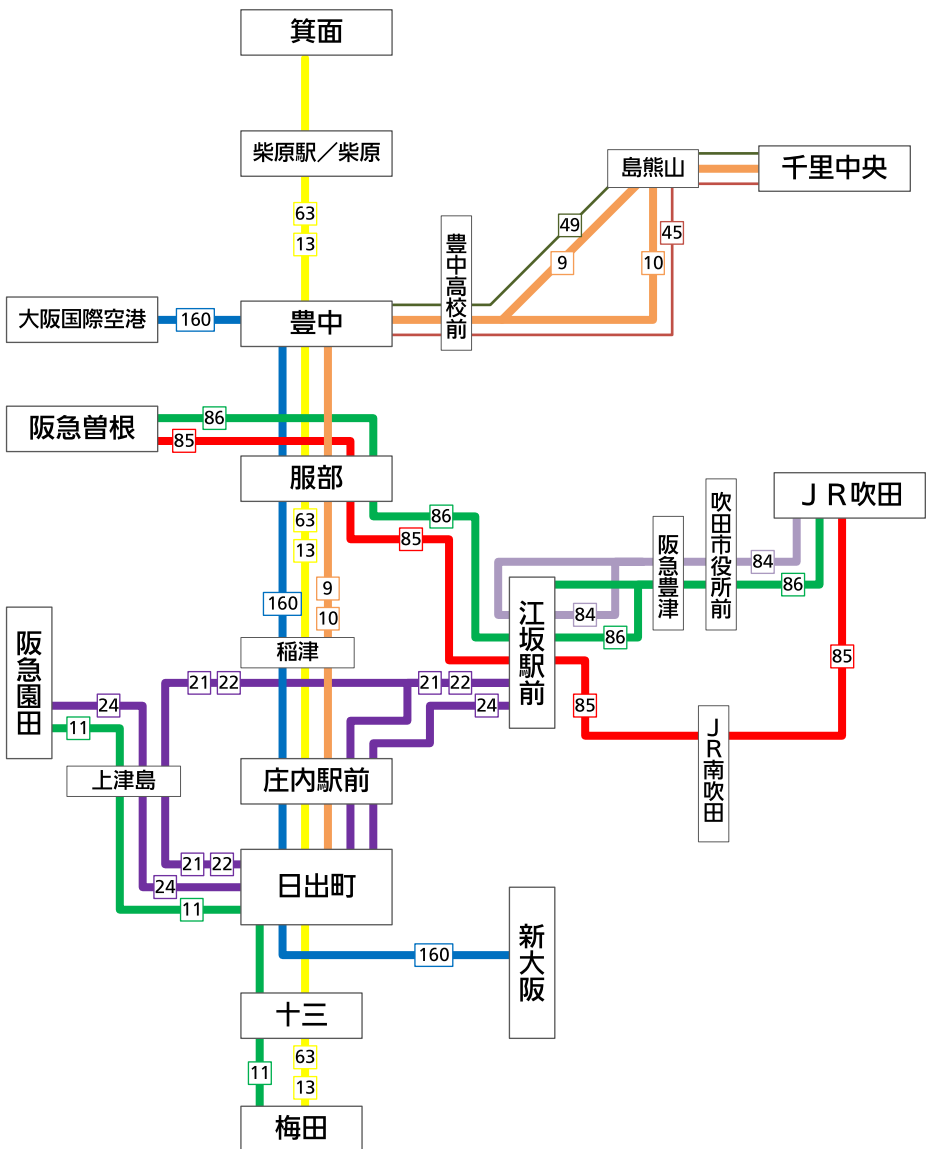 箕面
柴原駅／柴原
島熊山
千里中央
63
13
49
45
9
10
豊中高校前
大阪国際空港
160
豊中
阪急曽根
86
85
服部
ＪＲ吹田
吹田市役所前
阪急豊津
63
86
85
13
84
86
160
9
10
江坂駅前
84
86
阪急園田
稲津
85
21
22
21
22
24
24
85
11
ＪＲ南吹田
上津島
庄内駅前
21
22
24
11
日出町
新大阪
160
十三
63
11
13
梅田